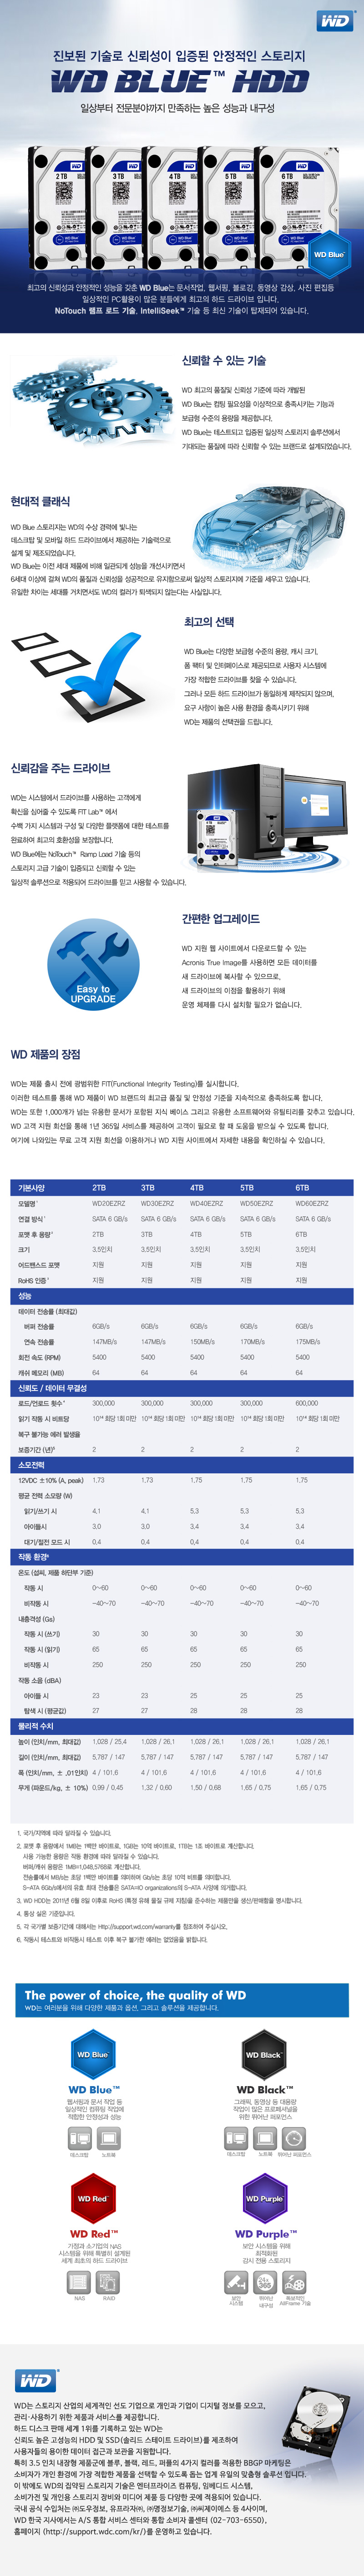 WD
진보된 기술로 신뢰성이 입증된 안정적인 스토리지
WD BLUE™ HDD
일상부터 전문분야까지 만족하는 높은 성능과 내구성
2 TB
3 TB
4 TB
5 TB
6 TB
WD Blue™
최고의 신뢰성과 안정적인 성능을 갖춘 WD Blue는 문서작업, 웹서핑, 블로깅, 동영상 감상, 사진 편집등
일상적인 PC활용이 많은 분들에게 최고의 하드 드라이브 입니다.
NoTouch 램프 로드 기술, IntelliSeek™ 기술 등 최신 기술이 탑재되어 있습니다.
신뢰할 수 있는 기술
WD 최고의 품질및 신뢰성 기준에 따라 개발된
WD Blue는 컴팅 필요성을 이상적으로 충족시키는 기능과
보급형 수준의 용량을 제공합니다.
WD Blue는 테스트되고 입증된 일상적 스토리지 솔루션에서
기대되는 품질에 따라 신뢰할 수 있는 브랜드로 설계되었습니다.
현대적 클래식
WD Blue 스토리지는 WD의 수상 경력에 빛나는
데스크탑 및 모바일 하드 드라이브에서 제공하는 기술력으로
설계 및 제조되었습니다.
WD Blue는 이전 세대 제품에 비해 일관되게 성능을 개선시키면서
6세대 이상에 걸쳐 WD의 품질과 신뢰성을 성공적으로 유지함으로써 일상적 스토리지에 기준을 세우고 있습니다.
유일한 차이는 세대를 거치면서도 WD의 컬러가 퇴색되지 않는다는 사실입니다.
최고의 선택
WD Blue는 다양한 보급형 수준의 용량, 캐시 크기,
폼 팩터 및 인터페이스로 제공되므로 사용자 시스템에
가장 적합한 드라이브를 찾을 수 있습니다.
그러나 모든 하드 드라이브가 동일하게 제작되지 않으며,
요구 사항이 높은 사용 환경을 충족시키기 위해
WD는 제품의 선택권을 드립니다.
신뢰감을 주는 드라이브
WD는 시스템에서 드라이브를 사용하는 고객에게
확신을 심어줄 수 있도록 FIT Lab™ 에서
수백 가지 시스템과 구성 및 다양한 플랫폼에 대한 테스트를
완료하여 최고의 호환성을 보장합니다.
WD Blue에는 NoTouch™ Ramp Load 기술 등의
스토리지 고급 기술이 입증되고 신뢰할 수 있는
일상적 솔루션으로 적용되어 드라이브를 믿고 사용할 수 있습니다.
간편한 업그레이드
WD 지원 웹 사이트에서 다운로드할 수 있는
Acronis True Image를 사용하면 모든 데이터를
새 드라이브에 복사할 수 있으므로,
새 드라이브의 이점을 활용하기 위해
운영 체제를 다시 설치할 필요가 없습니다.
Easy to
UPGRADE
WD 제품의 장점
WD는 제품 출시 전에 광범위한 FIT(Functional Integrity Testing)를 실시합니다.
이러한 테스트를 통해 WD 제품이 WD 브랜드의 최고급 품질 및 안정성 기준을 지속적으로 충족하도록 합니다.
WD는 또한 1,000개가 넘는 유용한 문서가 포함된 지식 베이스 그리고 유용한 소프트웨어와 유틸리티를 갖추고 있습니다.
WD 고객 지원 회선을 통해 1년 365일 서비스를 제공하여 고객이 필요로 할 때 도움을 받으실 수 있도록 합니다.
여기에 나와있는 무료 고객 지원 회선을 이용하거나 WD 지원 사이트에서 자세한 내용을 확인하실 수 있습니다.
기본사양 2TB 3TB 4TB 5TB 6TB
모델명¹ WD20EZRZ WD30EZRZ WD40EZRZ WD50EZRZ WD60EZRZ
연결 방식² SATA 6 GB/s SATA 6 GB/s SATA 6 GB/s SATA 6 GB/s SATA 6 GB/s
포맷 후 용량² 2TB 3TB 4TB 5TB 6TB
크기 3.5인치 3.5인치 3.5인치 3.5인치 3.5인치
어드밴스드 포맷 지원 지원 지원 지원 지원
RoHS 인증³ 지원 지원 지원 지원 지원
성능
데이터 전송률 (최대값)
버퍼 전송률 6GB/s 6GB/s 6GB/s 6GB/s 6GB/s
연속 전송률 147MB/s 147MB/s 150MB/s 170MB/s 175MB/s
회전 속도 (RPM) 5400 5400 5400 5400 5400
캐쉬 메모리 (MB) 64 64 64 64 64
신뢰도 / 데이터 무결성
로드/언로드 횟수⁴ 300,000 300,000 300,000 300,000 600,000
읽기 작동 시 비트당 10¹⁴ 회당 1회 미만 10¹⁴ 회당 1회 미만 10¹⁴ 회당 1회 미만 10¹⁴ 회당 1회 미만 10¹⁴ 회당 1회 미만
복구 불가능 에러 발생율
보증기간 (년)⁵ 2 2 2 2 2
소모전력
12VDC ±10% (A, peak) 1.73 1.73 1.75 1.75 1.75
평균 전력 소모량 (W)
읽기/쓰기 시 4.1 4.1 5.3 5.3 5.3
아이들시 3.0 3.0 3.4 3.4 3.4
대기/절전 모드 시 0.4 0.4 0.4 0.4 0.4
작동 환경⁶
온도 (섭씨, 제품 하단부 기준)
작동 시 0~60 0~60 0~60 0~60 0~60
비작동 시 -40~70 -40~70 -40~70 -40~70 -40~70
내충격성 (Gs)
작동 시 (쓰기) 30 30 30 30 30
작동 시 (읽기) 65 65 65 65 65
비작동 시 250 250 250 250 250
작동 소음 (dBA)
아이들 시 23 23 25 25 25
탐색 시 (평균값) 27 27 28 28 28
물리적 수치
높이 (인치/mm, 최대값) 1.028 / 25.4 1.028 / 26.1 1.028 / 26.1 1.028 / 26.1 1.028 / 26.1
길이 (인치/mm, 최대값) 5.787 / 147 5.787 / 147 5.787 / 147 5.787 / 147 5.787 / 147
폭 (인치/mm, ± .01인치) 4 / 101.6 4 / 101.6 4 / 101.6 4 / 101.6 4 / 101.6
무게 (파운드/kg, ± 10%) 0.99 / 0.45 1.32 / 0.60 1.50 / 0.68 1.65 / 0.75 1.65 / 0.75
1. 국가/지역에 따라 달라질 수 있습니다.
2. 포맷 후 용량에서 1MB는 1백만 바이트로, 1GB는 10억 바이트로, 1TB는 1조 바이트로 계산합니다.
사용 가능한 용량은 작동 환경에 따라 달라질 수 있습니다.
버퍼/캐쉬 용량은 1MB=1,048,576로 계산합니다.
전송률에서 MB/s는 초당 1백만 바이트를 의미하며 Gb/s는 초당 10억 비트를 의미합니다.
S-ATA 6Gb/s에서의 유효 최대 전송률은 SATA-IO organizations의 S-ATA 사양에 의거합니다.
3. WD HDD는 2011년 6월 8일 이후로 RoHS (특정 유해 물질 규제 지침)을 준수하는 제품만을 생산/판매함을 명시합니다.
4. 통상 실온 기준입니다.
5. 각 국가별 보증기간에 대해서는 http://support.wd.com/warranty를 참조하여 주십시오.
6. 작동시 테스트와 비작동시 테스트 이후 복구 불가한 에러는 없었음을 밝힙니다.
The power of choice, the quality of WD
WD는 여러분을 위해 다양한 제품과 옵션, 그리고 솔루션을 제공합니다.
WD Blue™
WD Blue™
웹서핑과 문서 작업 등
일상적인 컴퓨팅 작업에
적합한 안정성과 성능
데스크탑 노트북
WD Black™
WD Black™
그래픽, 동영상 등 대용량
작업이 많은 프로페셔널을
위한 뛰어난 퍼포먼스
데스크탑 노트북 뛰어난 퍼포먼스
WD Red™
WD Red™
가정과 소기업의 NAS
시스템을 위해 특별히 설계된
세계 최초의 하드 드라이브
NAS RAID
WD Purple™
WD Purple™
보안 시스템을 위해
최적화된
감시 전용 스토리지
보안 시스템
뛰어난 내구성
독보적인 AllFrame 기술
WD
WD는 스토리지 산업의 세계적인 선도 기업으로 개인과 기업이 디지털 정보를 모으고,
관리·사용하기 위한 제품과 서비스를 제공합니다.
하드 디스크 판매 세계 1위를 기록하고 있는 WD는
신뢰도 높은 고성능의 HDD 및 SSD(솔리드 스테이트 드라이브)를 제조하여
사용자들의 용이한 데이터 접근과 보관을 지원합니다.
특히 3.5 인치 내장형 제품군에 블루, 블랙, 레드, 퍼플의 4가지 컬러를 적용한 BBGP 마케팅은
소비자가 개인 환경에 가장 적합한 제품을 선택할 수 있도록 돕는 업계 유일의 맞춤형 솔루션 입니다.
이 밖에도 WD의 집약된 스토리지 기술은 엔터프라이즈 컴퓨팅, 임베디드 시스템,
소비가전 및 개인용 스토리지 장비와 미디어 제품 등 다양한 곳에 적용되어 있습니다.
국내 공식 수입처는 ㈜도우정보, 유프라자㈜, ㈜명정보기술, ㈜씨제이에스 등 4사이며,
WD 한국 지사에서는 A/S 통합 서비스 센터와 통합 소비자 콜센터 (02-703-6550),
홈페이지 (http://support.wdc.com/kr/)를 운영하고 있습니다.